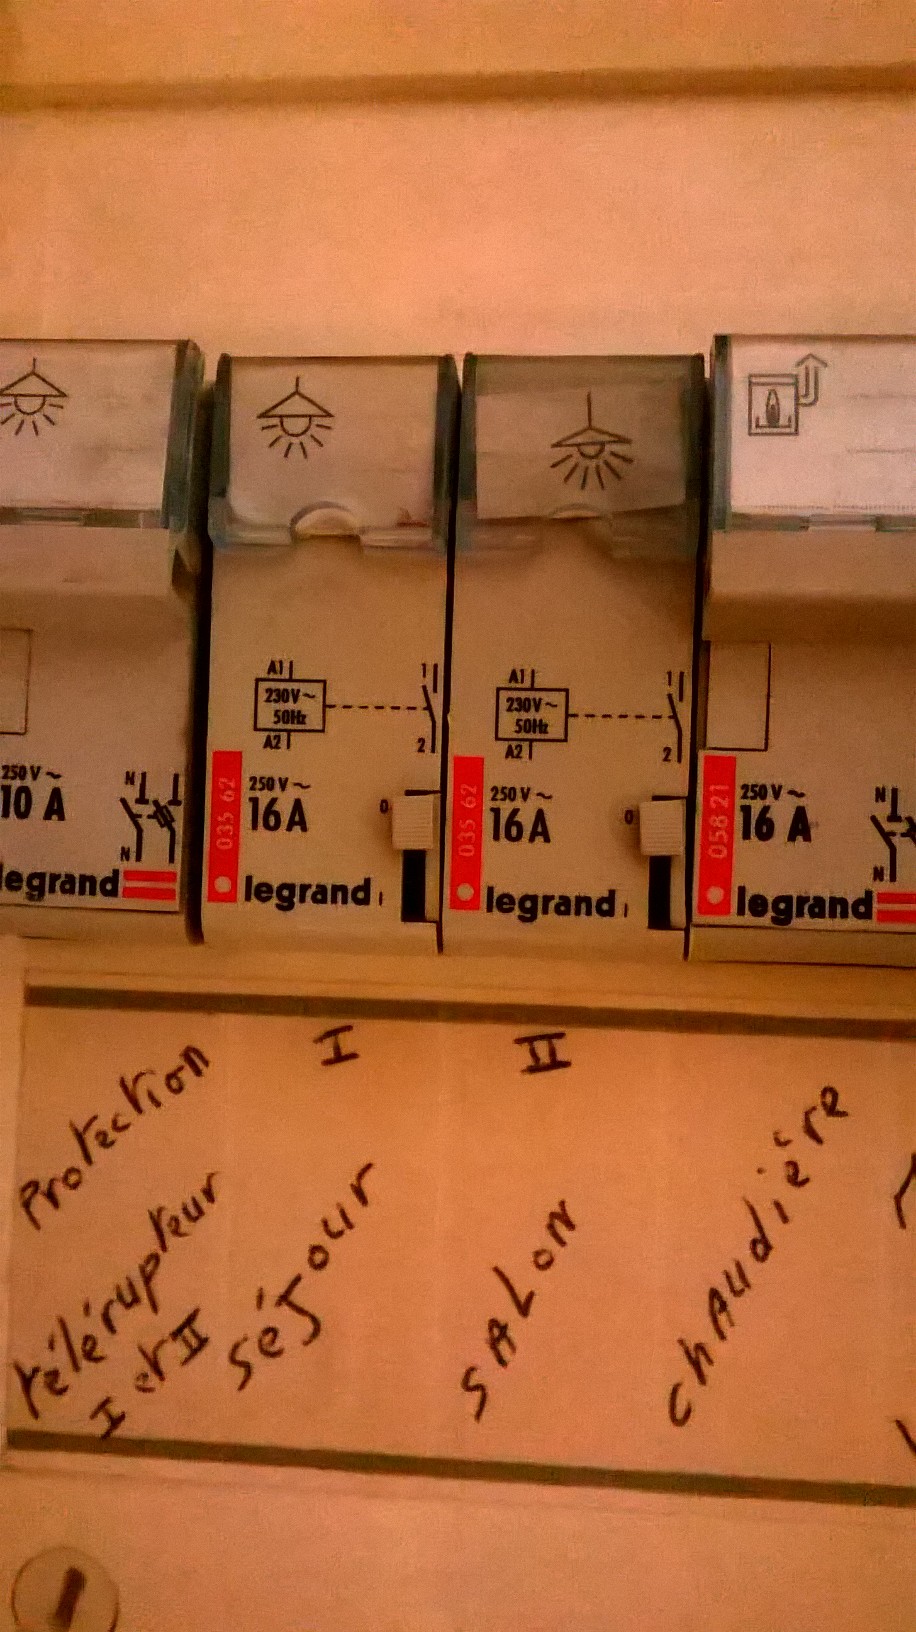 250 V ~
10 A
N
N
legrand
A1
230V~
50Hz
A2
1
2
035 62
250 V ~
16A
0
legrand
A1
230V~
50Hz
A2
1
2
035 62
250 V ~
16A
0
legrand
058 21
250 V ~
16 A
N
N
legrand
Protection
télérupteur
I et II
I
séjour
II
SALON
chAudière